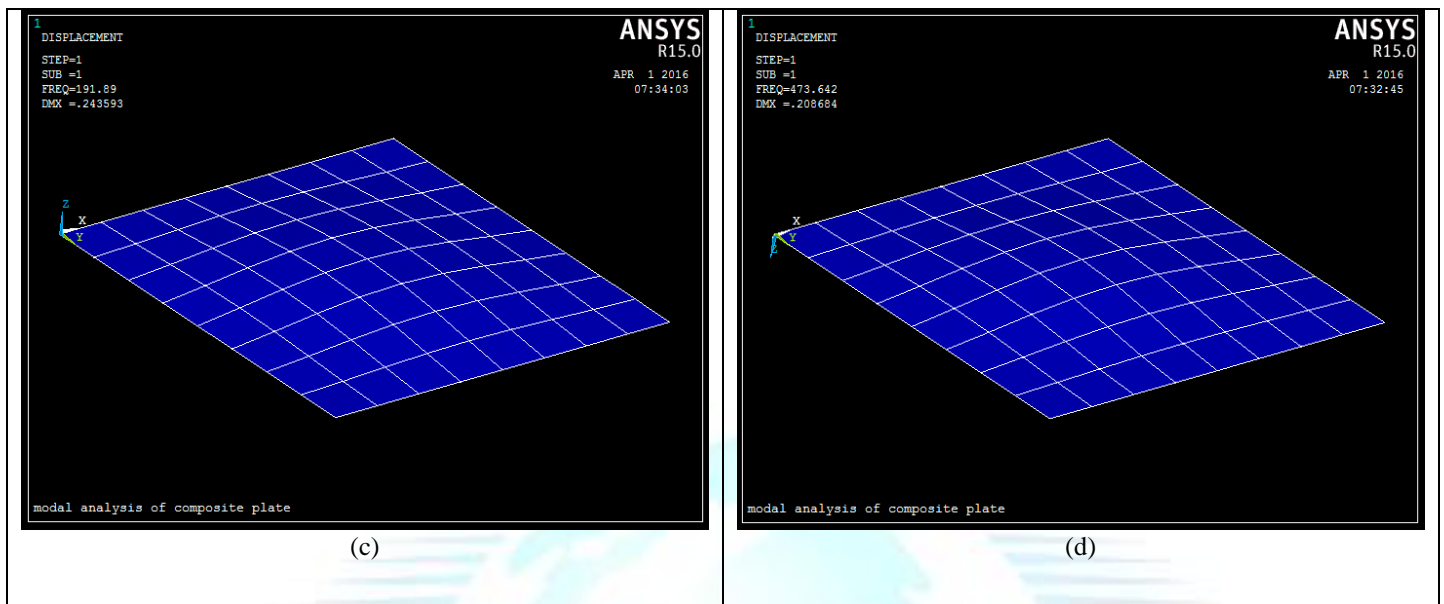 1
DISPLACEMENT
STEP=1
SUB =1
FREQ=191.89
DMX =.243593
ANSYS
R15.0
APR 1 2016
07:34:03
Z
X
Y
modal analysis of composite plate
(c)
1
DISPLACEMENT
STEP=1
SUB =1
FREQ=473.642
DMX =.208684
ANSYS
R15.0
APR 1 2016
07:32:45
X
Y
Z
modal analysis of composite plate
(d)